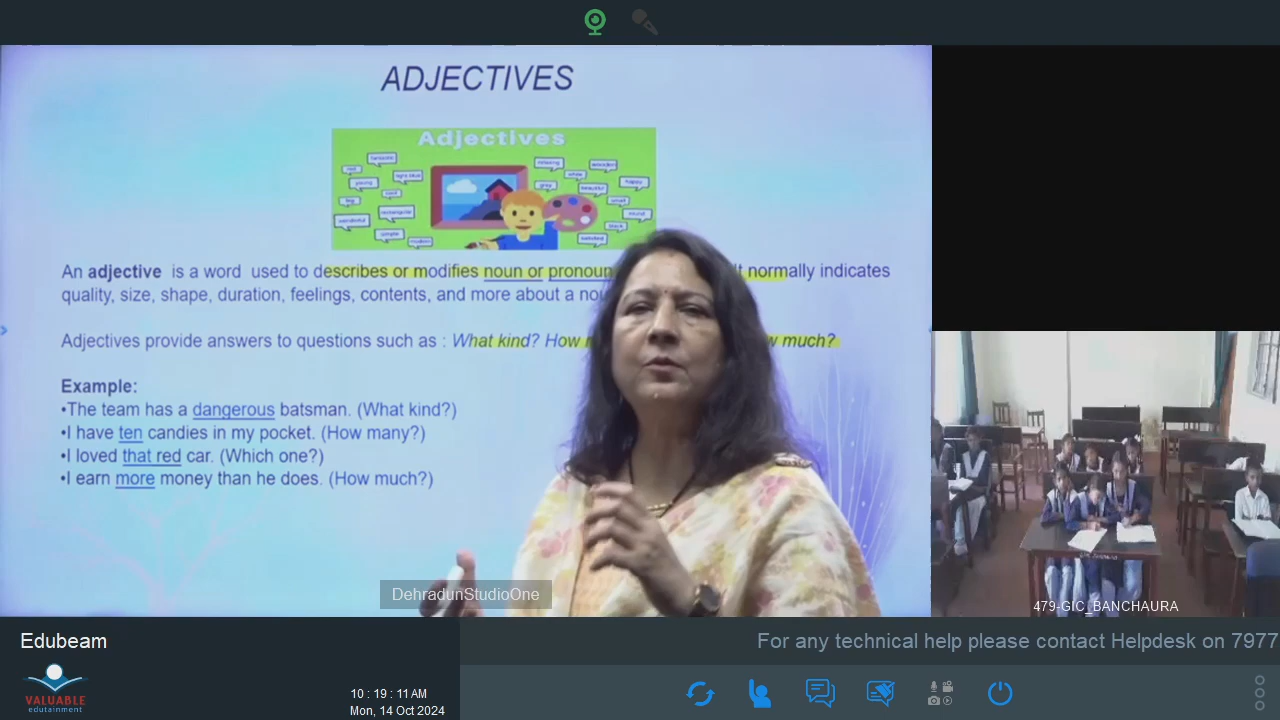 ADJECTIVES
Adjectives
An adjective is a word used to describes or modifies noun or pronoun normally indicates
quality, size, shape, duration, feelings, contents, and more about a
Adjectives provide answers to questions such as : What kind? How much?
Example:
•The team has a dangerous batsman. (What kind?)
•I have ten candies in my pocket. (How many?)
•I loved that red car. (Which one?)
•I earn more money than he does. (How much?)
DehradunStudioOne
479-GIC_BANCHAURA
Edubeam
For any technical help please contact Helpdesk on 7977
VALUABLE
edutainment
10 : 19 : 11 AM
Mon, 14 Oct 2024